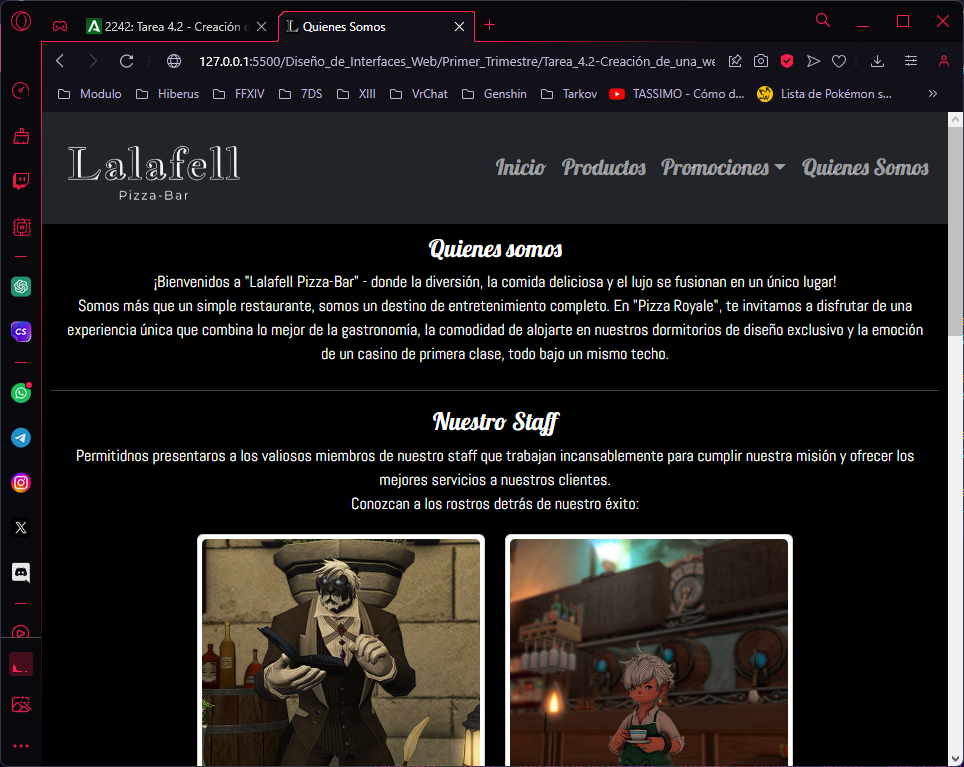 2242: Tarea 4.2 - Creación d
Quienes Somos
127.0.0.1:5500/Diseño_de_Interfaces_Web/Primer_Trimestre/Tarea_4.2-Creación_de_una_we
Modulo
Hiberus
FFXIV
7DS
XIII
VrChat
Genshin
Tarkov
TASSIMO - Cómo d...
Lista de Pokémon s...
Lalafell
Pizza-Bar
Inicio
Productos
Promociones
Quienes Somos
Quienes somos
¡Bienvenidos a "Lalafell Pizza-Bar" - donde la diversión, la comida deliciosa y el lujo se fusionan en un único lugar!
Somos más que un simple restaurante, somos un destino de entretenimiento completo. En "Pizza Royale", te invitamos a disfrutar de una
experiencia única que combina lo mejor de la gastronomía, la comodidad de alojarte en nuestros dormitorios de diseño exclusivo y la emoción
de un casino de primera clase, todo bajo un mismo techo.
Nuestro Staff
Permitidnos presentaros a los valiosos miembros de nuestro staff que trabajan incansablemente para cumplir nuestra misión y ofrecer los
mejores servicios a nuestros clientes.
Conozcan a los rostros detrás de nuestro éxito: